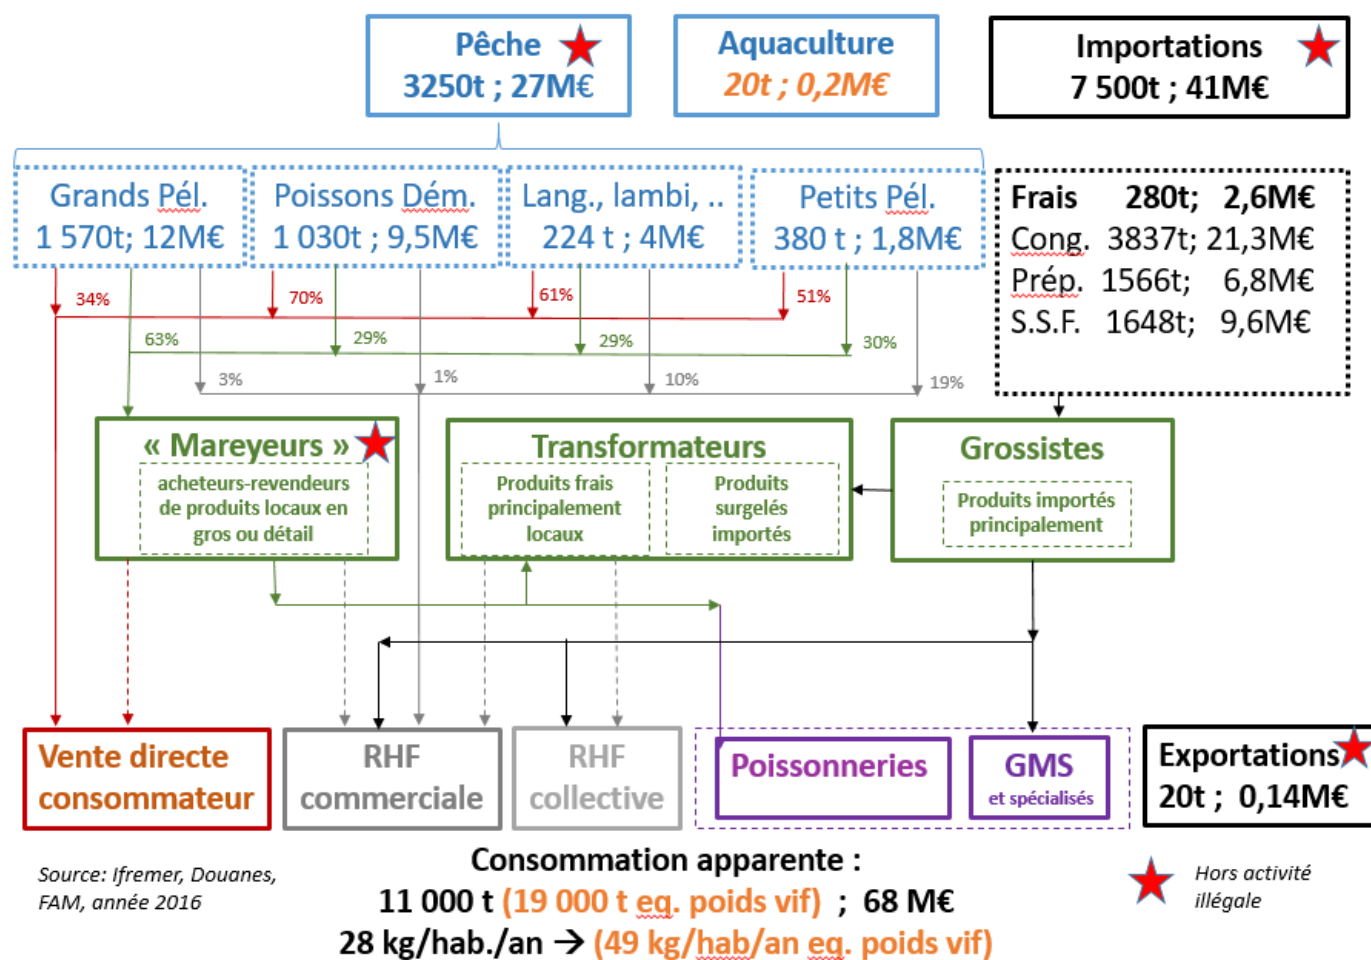 Pêche
3250t ; 27M€
Aquaculture
20t ; 0,2M€
Importations
7 500t ; 41M€
Grands Pél.
1 570t; 12M€
Poissons Dém.
1 030t ; 9,5M€
Lang., lambi, ..
224 t ; 4M€
Petits Pél.
380 t ; 1,8M€
Frais 280t; 2,6M€
Cong. 3837t; 21,3M€
Prép. 1566t; 6,8M€
S.S.F. 1648t; 9,6M€
34%
70%
61%
51%
63%
29%
29%
30%
3%
1%
10%
19%
« Mareyeurs »
acheteurs-revendeurs
de produits locaux en
gros ou détail
Transformateurs
Produits frais
principalement
locaux
Produits
surgelés
importés
Grossistes
Produits importés
principalement
Vente directe
consommateur
RHF
commerciale
RHF
collective
Poissonneries
GMS
et spécialisés
Exportations
20t ; 0,14M€
Source: Ifremer, Douanes,
FAM, année 2016
Consommation apparente :
11 000 t (19 000 t eq. poids vif) ; 68 M€
28 kg/hab./an → (49 kg/hab/an eq. poids vif)
Hors activité
illégale